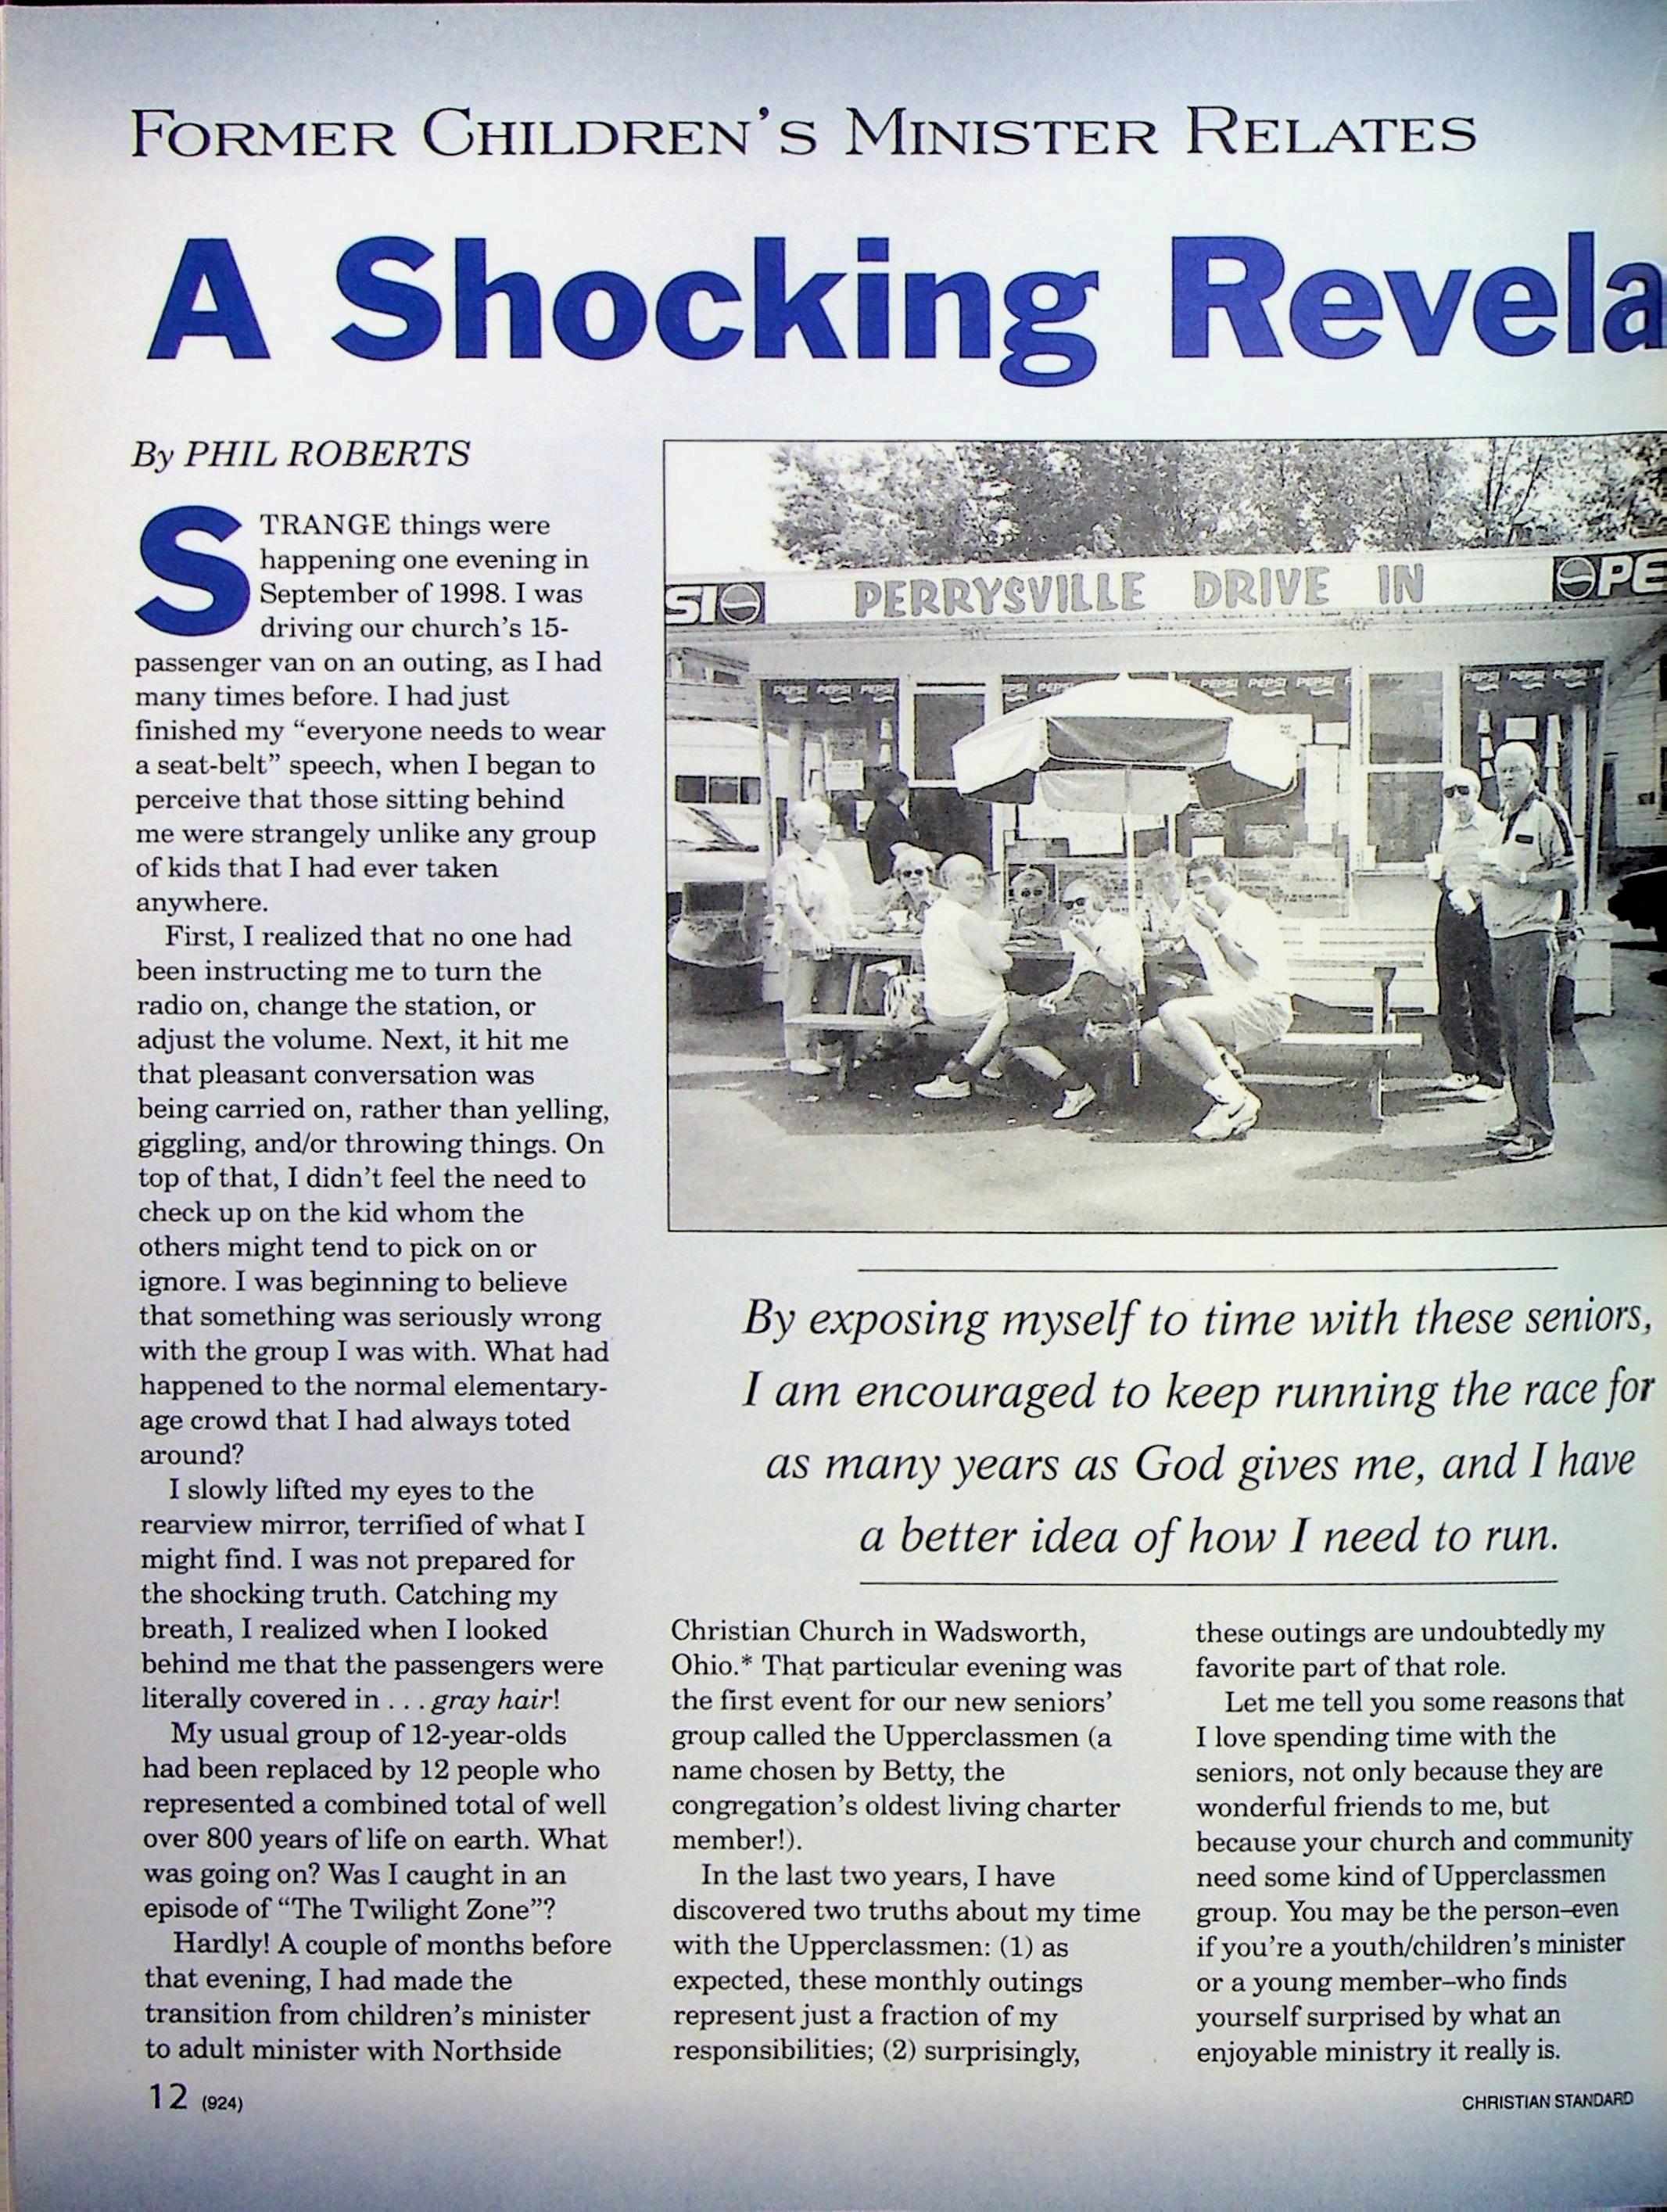 FORMER CHILDREN'S MINISTER RELATES
A Shocking Revela
By PHIL ROBERTS
STRANGE things were
happening one evening in
September of 1998. I was
driving our church's 15-
passenger van on an outing, as I had
many times before. I had just
finished my “everyone needs to wear
a seat-belt” speech, when I began to
perceive that those sitting behind
me were strangely unlike any group
of kids that I had ever taken
anywhere.
First, I realized that no one had
been instructing me to turn the
radio on, change the station, or
adjust the volume. Next, it hit me
that pleasant conversation was
being carried on, rather than yelling,
giggling, and/or throwing things. On
top of that, I didn't feel the need to
check up on the kid whom the
others might tend to pick on or
ignore. I was beginning to believe
that something was seriously wrong
with the group I was with. What had
happened to the normal elementary-
age crowd that I had always toted
around?
I slowly lifted my eyes to the
rearview mirror, terrified of what I
might find. I was not prepared for
the shocking truth. Catching my
breath, I realized when I looked
behind me that the passengers were
literally covered in . . . gray hair!
My usual group of 12-year-olds
had been replaced by 12 people who
represented a combined total of well
over 800 years of life on earth. What
was going on? Was I caught in an
episode of “The Twilight Zone”?
Hardly! A couple of months before
that evening, I had made the
transition from children's minister
to adult minister with Northside
SI
PERRYSVILLE DRIVE IN
PE
PEPSI PEPSI PEPSI
PEPSI PEPSI PEPSI
PEPSI PEPSI PEPSI
By exposing myself to time with these seniors,
I am encouraged to keep running the race for
as many years as God gives me, and I have
a better idea of how I need to run.
Christian Church in Wadsworth,
Ohio.* That particular evening was
the first event for our new seniors'
group called the Upperclassmen (a
name chosen by Betty, the
congregation's oldest living charter
member!).
In the last two years, I have
discovered two truths about my time
with the Upperclassmen: (1) as
expected, these monthly outings
represent just a fraction of my
responsibilities; (2) surprisingly,
these outings are undoubtedly my
favorite part of that role.
Let me tell you some reasons that
I love spending time with the
seniors, not only because they are
wonderful friends to me, but
because your church and community
need some kind of Upperclassmen
group. You may be the person–even
if you're a youth/children's minister
or a young member–who finds
yourself surprised by what an
enjoyable ministry it really is.
12 (924)
CHRISTIAN STANDARD